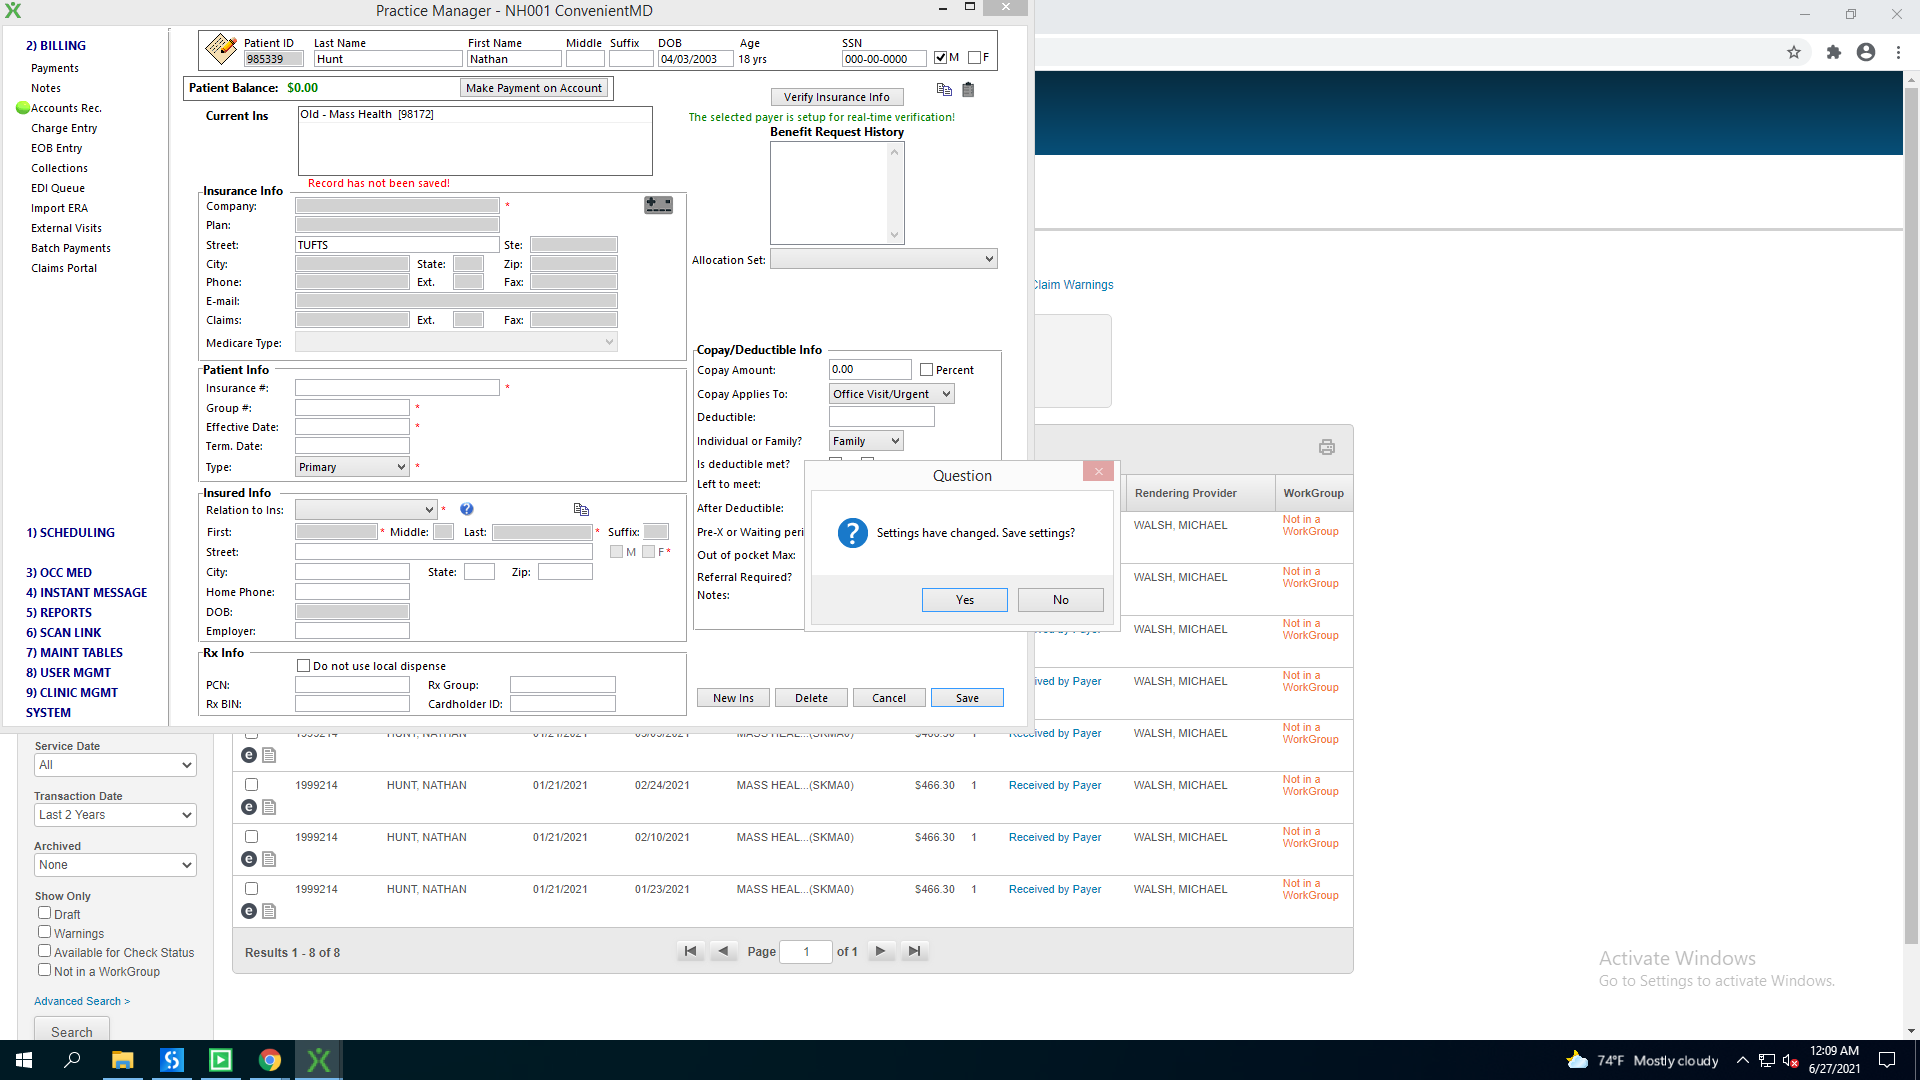 Practice Manager - NH001 ConvenientMD
2) BILLING
Payments
Notes
Accounts Rec.
Charge Entry
EOB Entry
Collections
EDI Queue
Import ERA
External Visits
Batch Payments
Claims Portal
1) SCHEDULING
3) OCC MED
4) INSTANT MESSAGE
5) REPORTS
6) SCAN LINK
7) MAINT TABLES
8) USER MGMT
9) CLINIC MGMT
SYSTEM
Patient ID Last Name First Name Middle Suffix DOB Age SSN
985339 Hunt Nathan 04/03/2003 18 yrs 000-00-0000 M F
Patient Balance: $0.00 Make Payment on Account
Current Ins Old - Mass Health [98172]
Verify Insurance Info
The selected payer is setup for real-time verification!
Benefit Request History
Record has not been saved!
Insurance Info
Company: *
Plan:
Street: TUFTS Ste:
City: State: Zip:
Phone: Ext. Fax:
E-mail:
Claims: Ext. Fax:
Medicare Type:
Allocation Set:
Patient Info
Insurance #: *
Group #: *
Effective Date: *
Term. Date:
Type: Primary *
Copay/Deductible Info
Copay Amount: 0.00 Percent
Copay Applies To: Office Visit/Urgent
Deductible:
Individual or Family? Family
Is deductible met?
Left to meet:
After Deductible:
Pre-X or Waiting peri
Out of pocket Max:
Referral Required?
Notes:
Insured Info
Relation to Ins: * ?
First: * Middle: Last: * Suffix:
Street: M F *
City: State: Zip:
Home Phone:
DOB:
Employer:
Rx Info
Do not use local dispense
PCN: Rx Group:
Rx BIN: Cardholder ID:
New Ins Delete Cancel Save
Question
Settings have changed. Save settings?
Yes No
Claim Warnings
Rendering Provider WorkGroup
WALSH, MICHAEL Not in a
WorkGroup
WALSH, MICHAEL Not in a
WorkGroup
WALSH, MICHAEL Not in a
WorkGroup
ived by Payer WALSH, MICHAEL Not in a
WorkGroup
1999214 HUNT, NATHAN 01/21/2021 MASS HEAL...(SKMA0) $466.30 1 Received by Payer WALSH, MICHAEL Not in a
WorkGroup
1999214 HUNT, NATHAN 01/21/2021 02/24/2021 MASS HEAL...(SKMA0) $466.30 1 Received by Payer WALSH, MICHAEL Not in a
WorkGroup
1999214 HUNT, NATHAN 01/21/2021 02/10/2021 MASS HEAL...(SKMA0) $466.30 1 Received by Payer WALSH, MICHAEL Not in a
WorkGroup
1999214 HUNT, NATHAN 01/21/2021 01/23/2021 MASS HEAL...(SKMA0) $466.30 1 Received by Payer WALSH, MICHAEL Not in a
WorkGroup
Results 1 - 8 of 8 Page 1 of 1
Service Date
All
Transaction Date
Last 2 Years
Archived
None
Show Only
Draft
Warnings
Available for Check Status
Not in a WorkGroup
Advanced Search >
Search
Activate Windows
Go to Settings to activate Windows.
74°F Mostly cloudy
12:09 AM
6/27/2021